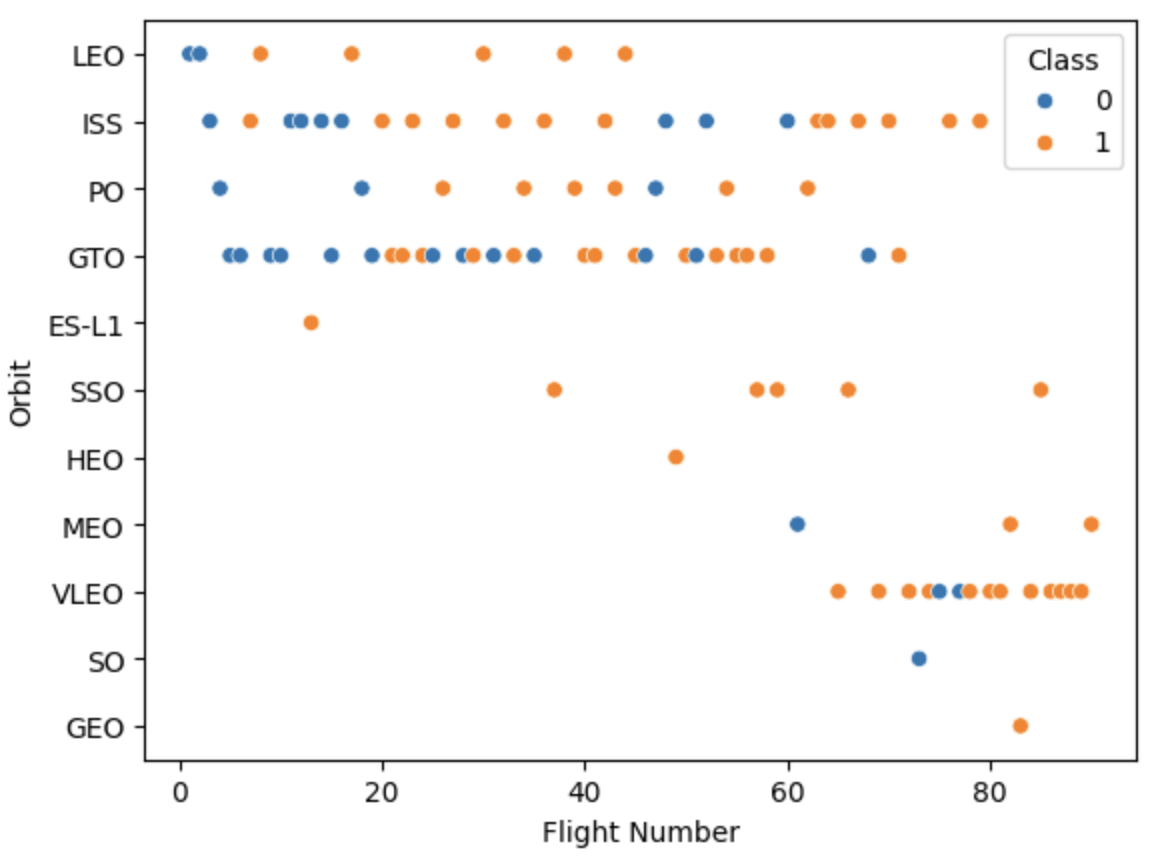 Class
0
1
LEO
ISS
PO
GTO
ES-L1
SSO
HEO
MEO
VLEO
SO
GEO
Orbit
0 20 40 60 80
Flight Number